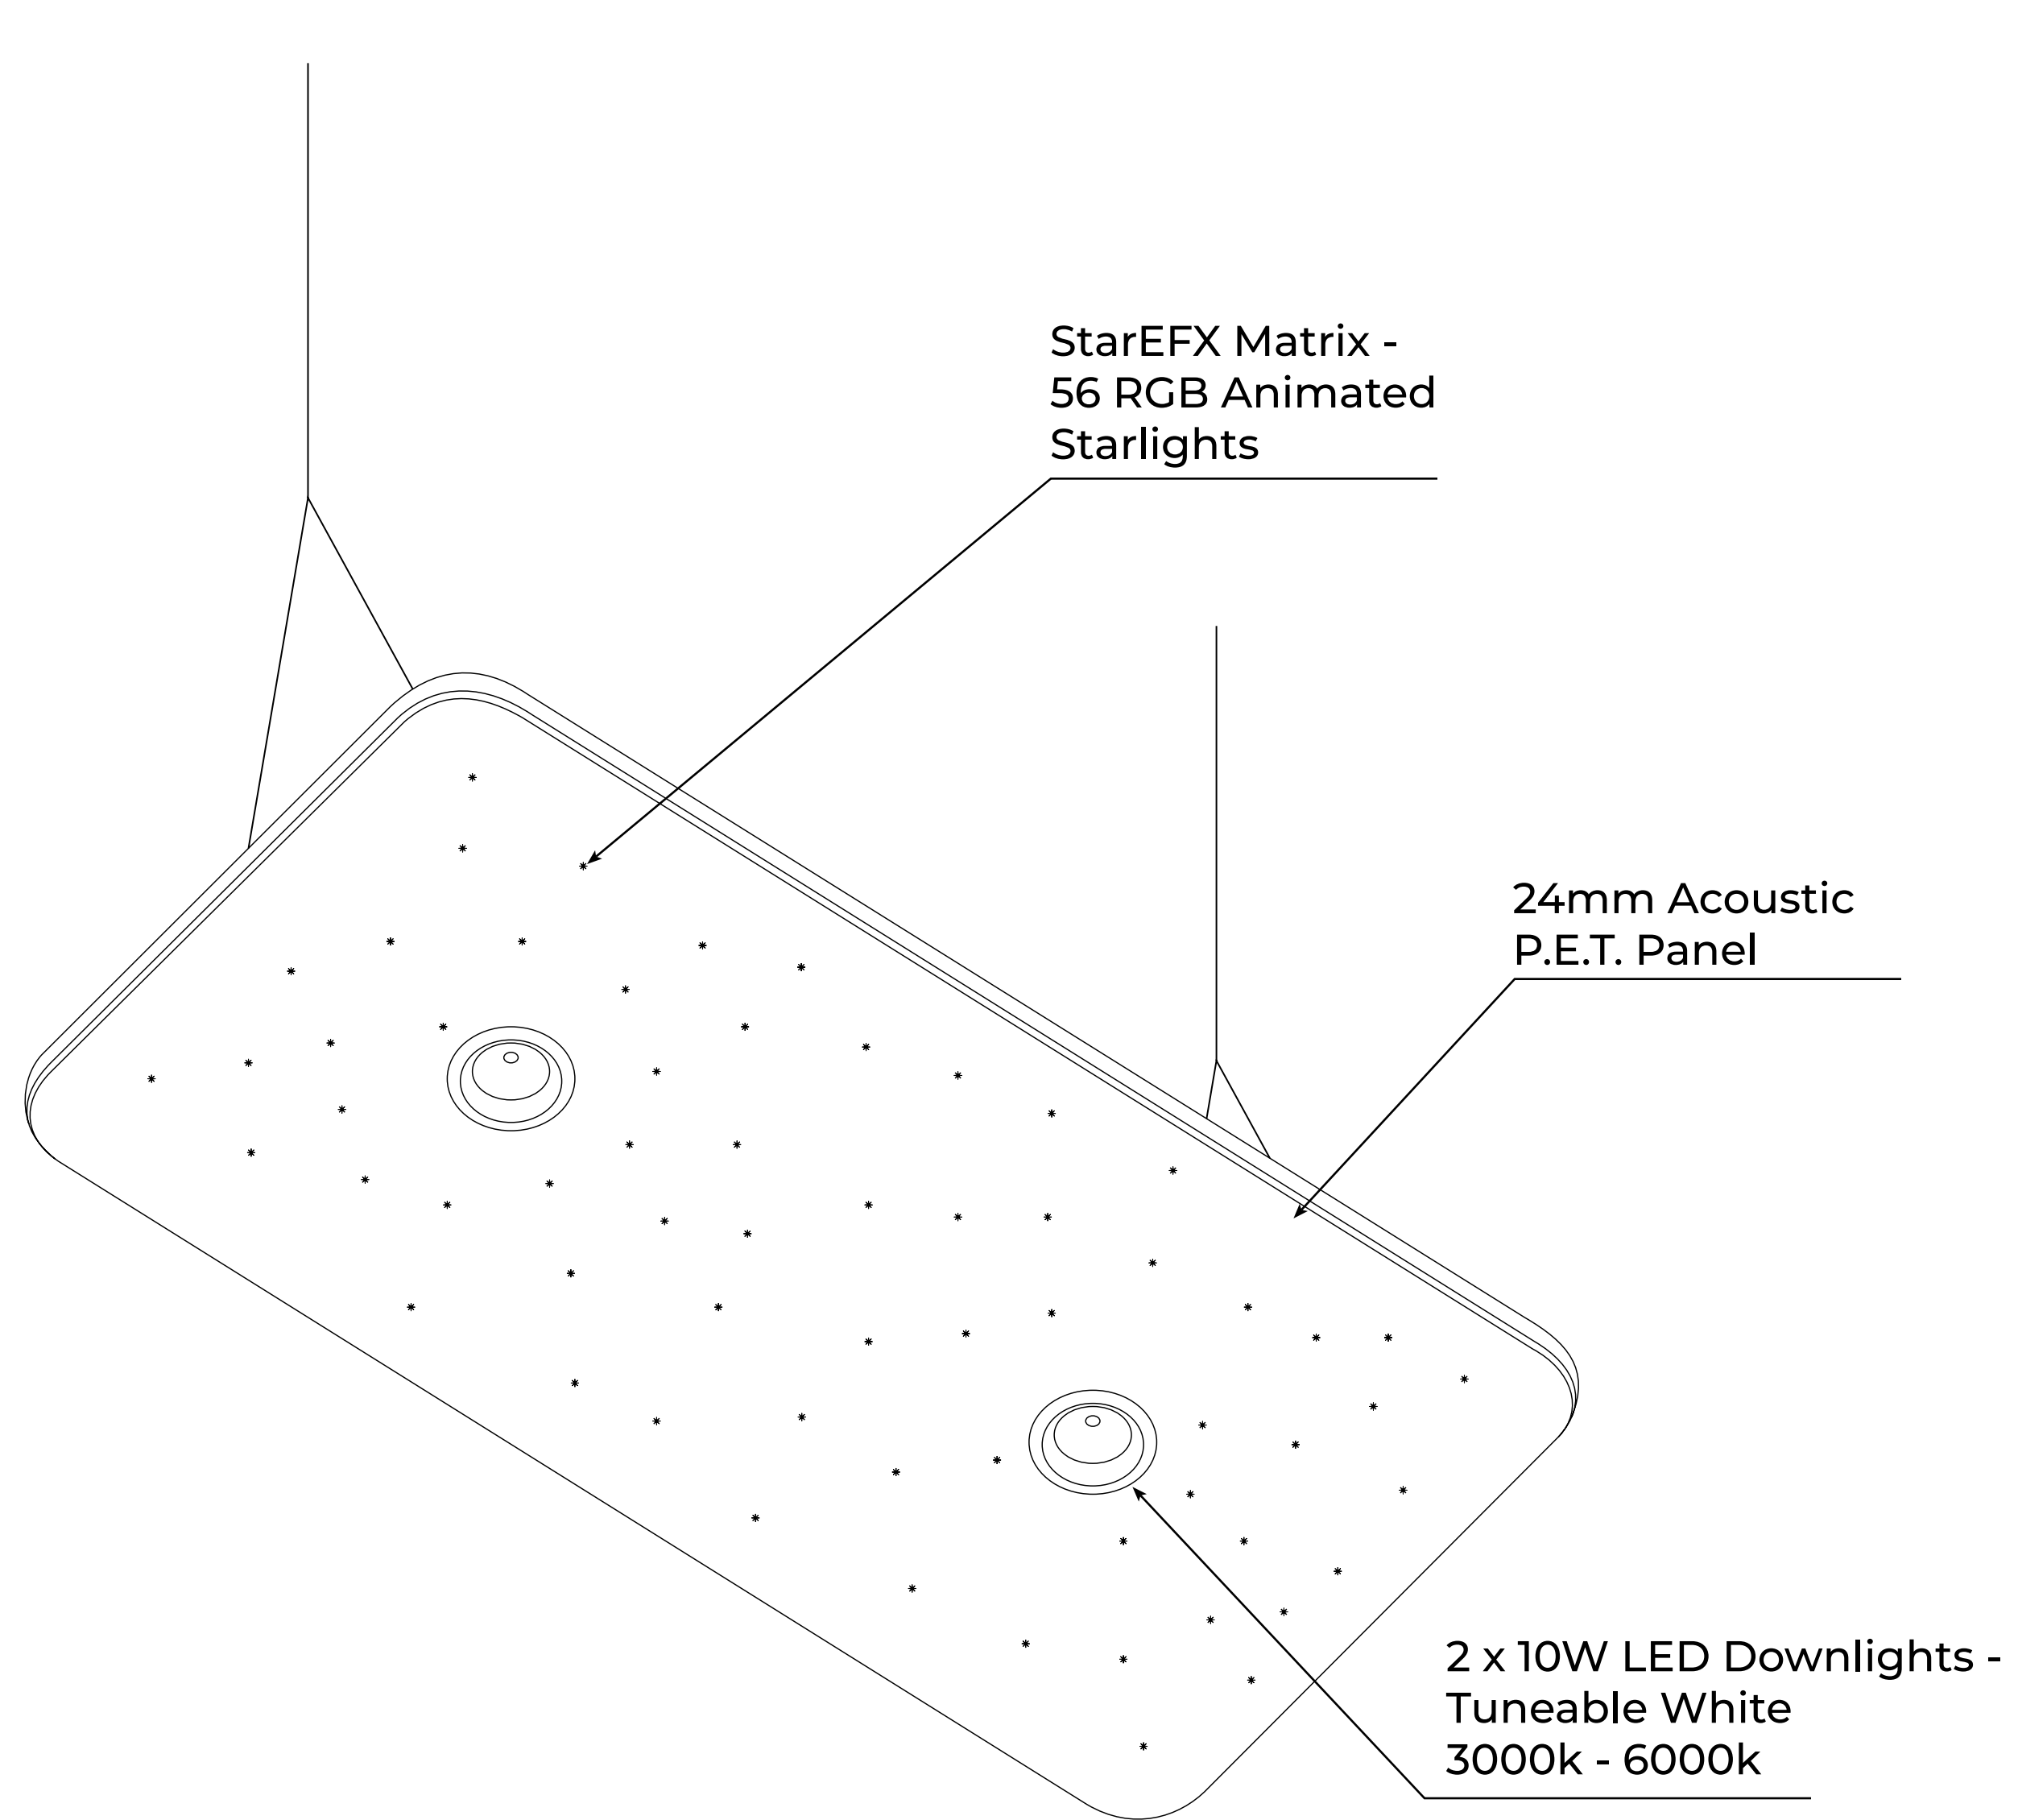 StarEFX Matrix -
56 RGB Animated
Starlights
24mm Acoustic
P.E.T. Panel
2 x 10W LED Downlights -
Tuneable White
3000k - 6000k